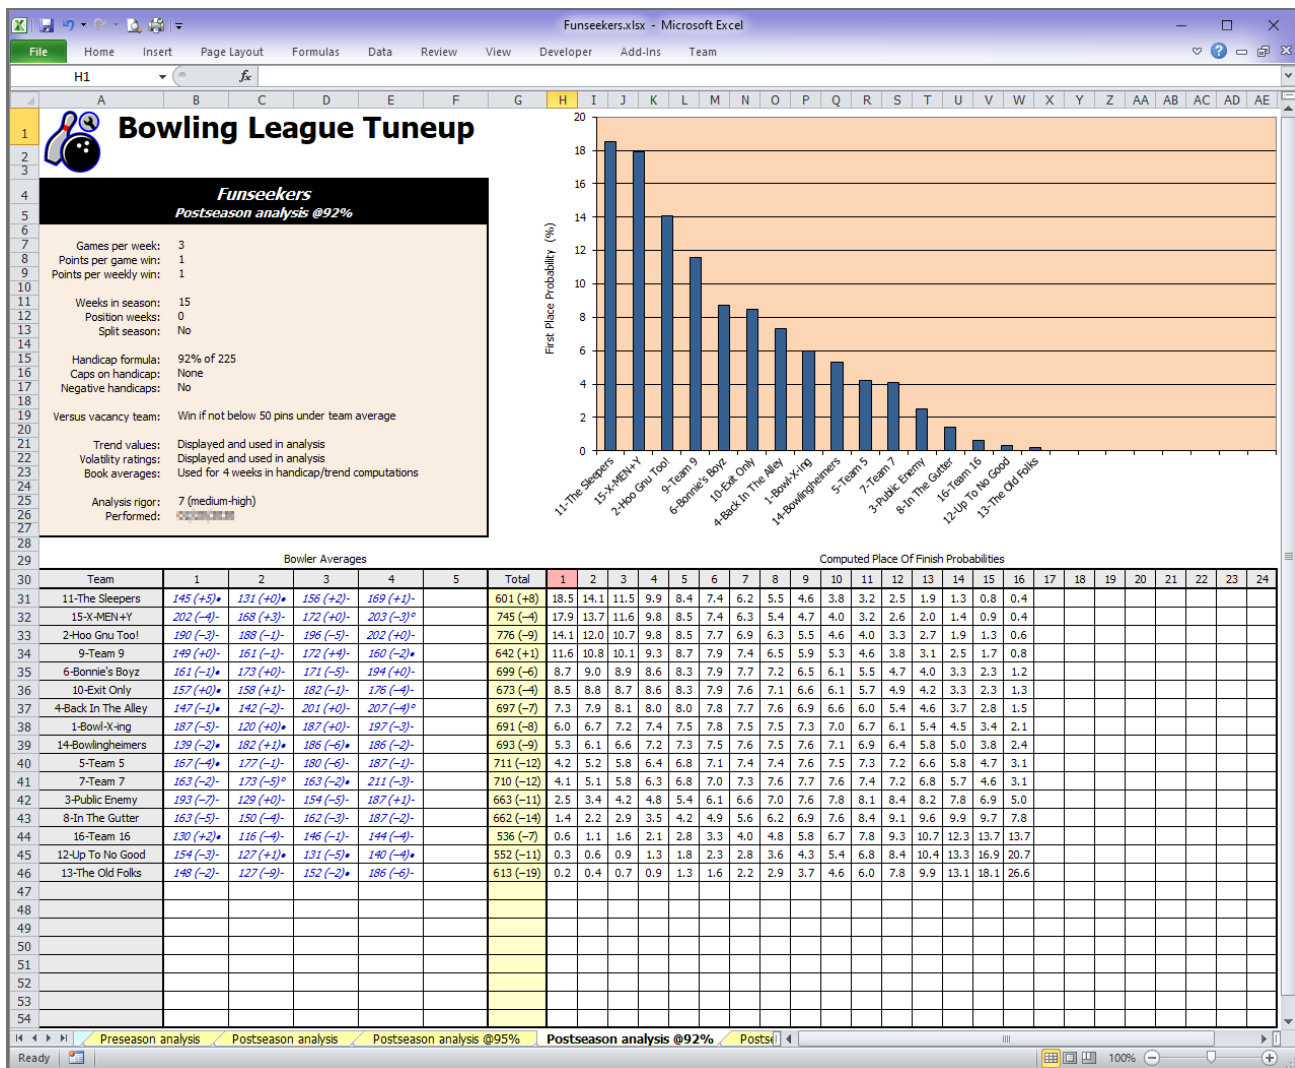 Funseekers.xlsx - Microsoft Excel
File Home Insert Page Layout Formulas Data Review View Developer Add-Ins Team
H1 fx
A B C D E F G H I J K L M N O P Q R S T U V W X Y Z AA AB AC AD AE
Bowling League Tuneup
Funseekers
Postseason analysis @92%
Games per week: 3
Points per game win: 1
Points per weekly win: 1
Weeks in season: 15
Position weeks: 0
Split season: No
Handicap formula: 92% of 225
Caps on handicap: None
Negative handicaps: No
Versus vacancy team: Win if not below 50 pins under team average
Trend values: Displayed and used in analysis
Volatility ratings: Displayed and used in analysis
Book averages: Used for 4 weeks in handicap/trend computations
Analysis rigor: 7 (medium-high)
Performed:
First Place Probability (%)
20
18
16
14
12
10
8
6
4
2
0
11-The Sleepers 15-X-MEN+Y 2-Hoo Gnu Too! 9-Team 9 6-Bonnie's Boyz 10-Exit Only 4-Back In The Alley 1-Bowl-X-ing 14-Bowlingheimers 5-Team 5 7-Team 7 3-Public Enemy 8-In The Gutter 16-Team 16 12-Up To No Good 13-The Old Folks
Bowler Averages Computed Place Of Finish Probabilities
Team 1 2 3 4 5 Total 1 2 3 4 5 6 7 8 9 10 11 12 13 14 15 16 17 18 19 20 21 22 23 24
11-The Sleepers 145 (+5)• 131 (+0)• 156 (+2)- 169 (+1)- 601 (+8) 18.5 14.1 11.5 9.9 8.4 7.4 6.2 5.5 4.6 3.8 3.2 2.5 1.9 1.3 0.8 0.4
15-X-MEN+Y 202 (−4)- 168 (+3)- 172 (+0)- 203 (−3)° 745 (−4) 17.9 13.7 11.6 9.8 8.5 7.4 6.3 5.4 4.7 4.0 3.2 2.6 2.0 1.4 0.9 0.4
2-Hoo Gnu Too! 190 (−3)- 188 (−1)- 196 (−5)- 202 (+0)- 776 (−9) 14.1 12.0 10.7 9.8 8.5 7.7 6.9 6.3 5.5 4.6 4.0 3.3 2.7 1.9 1.3 0.6
9-Team 9 149 (+0)• 161 (−1)- 172 (+4)- 160 (−2)• 642 (+1) 11.6 10.8 10.1 9.3 8.7 7.9 7.4 6.5 5.9 5.3 4.6 3.8 3.1 2.5 1.7 0.8
6-Bonnie's Boyz 161 (−1)• 173 (+0)- 171 (−5)- 194 (+0)- 699 (−6) 8.7 9.0 8.9 8.6 8.3 7.9 7.7 7.2 6.5 6.1 5.5 4.7 4.0 3.3 2.3 1.2
10-Exit Only 157 (+0)• 158 (+1)- 182 (−1)- 176 (−4)- 673 (−4) 8.5 8.8 8.7 8.6 8.3 7.9 7.6 7.1 6.6 6.1 5.7 4.9 4.2 3.3 2.3 1.3
4-Back In The Alley 147 (−1)• 142 (−2)- 201 (+0)- 207 (−4)° 697 (−7) 7.3 7.9 8.1 8.0 8.0 7.8 7.7 7.6 6.9 6.6 6.0 5.4 4.6 3.7 2.8 1.5
1-Bowl-X-ing 187 (−5)- 120 (+0)• 187 (+0)- 197 (−3)- 691 (−8) 6.0 6.7 7.2 7.4 7.5 7.8 7.5 7.5 7.3 7.0 6.7 6.1 5.4 4.5 3.4 2.1
14-Bowlingheimers 139 (−2)• 182 (+1)• 186 (−6)• 186 (−2)- 693 (−9) 5.3 6.1 6.6 7.2 7.3 7.5 7.6 7.5 7.6 7.1 6.9 6.4 5.8 5.0 3.8 2.4
5-Team 5 167 (−4)• 177 (−1)- 180 (−6)- 187 (−1)- 711 (−12) 4.2 5.2 5.8 6.4 6.8 7.1 7.4 7.4 7.6 7.5 7.3 7.2 6.6 5.8 4.7 3.1
7-Team 7 163 (−2)- 173 (−5)° 163 (−2)• 211 (−3)- 710 (−12) 4.1 5.1 5.8 6.3 6.8 7.0 7.3 7.6 7.7 7.6 7.4 7.2 6.8 5.7 4.6 3.1
3-Public Enemy 193 (−7)- 129 (+0)- 154 (−5)- 187 (+1)- 663 (−11) 2.5 3.4 4.2 4.8 5.4 6.1 6.6 7.0 7.6 7.8 8.1 8.4 8.2 7.8 6.9 5.0
8-In The Gutter 163 (−5)- 150 (−4)- 162 (−3)- 187 (−2)- 662 (−14) 1.4 2.2 2.9 3.5 4.2 4.9 5.6 6.2 6.9 7.6 8.4 9.1 9.6 9.9 9.7 7.8
16-Team 16 130 (+2)• 116 (−4)- 146 (−1)- 144 (−4)- 536 (−7) 0.6 1.1 1.6 2.1 2.8 3.3 4.0 4.8 5.8 6.7 7.8 9.3 10.7 12.3 13.7 13.7
12-Up To No Good 154 (−3)- 127 (+1)• 131 (−5)• 140 (−4)• 552 (−11) 0.3 0.6 0.9 1.3 1.8 2.3 2.8 3.6 4.3 5.4 6.8 8.4 10.4 13.3 16.9 20.7
13-The Old Folks 148 (−2)- 127 (−9)- 152 (−2)• 186 (−6)- 613 (−19) 0.2 0.4 0.7 0.9 1.3 1.6 2.2 2.9 3.7 4.6 6.0 7.8 9.9 13.1 18.1 26.6
Preseason analysis Postseason analysis Postseason analysis @95% Postseason analysis @92% Posts
Ready 100%